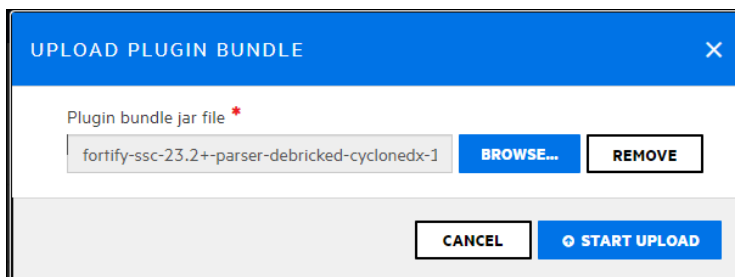 UPLOAD PLUGIN BUNDLE
Plugin bundle jar file *
fortify-ssc-23.2+-parser-debricked-cyclonedx-1 BROWSE... REMOVE
CANCEL START UPLOAD